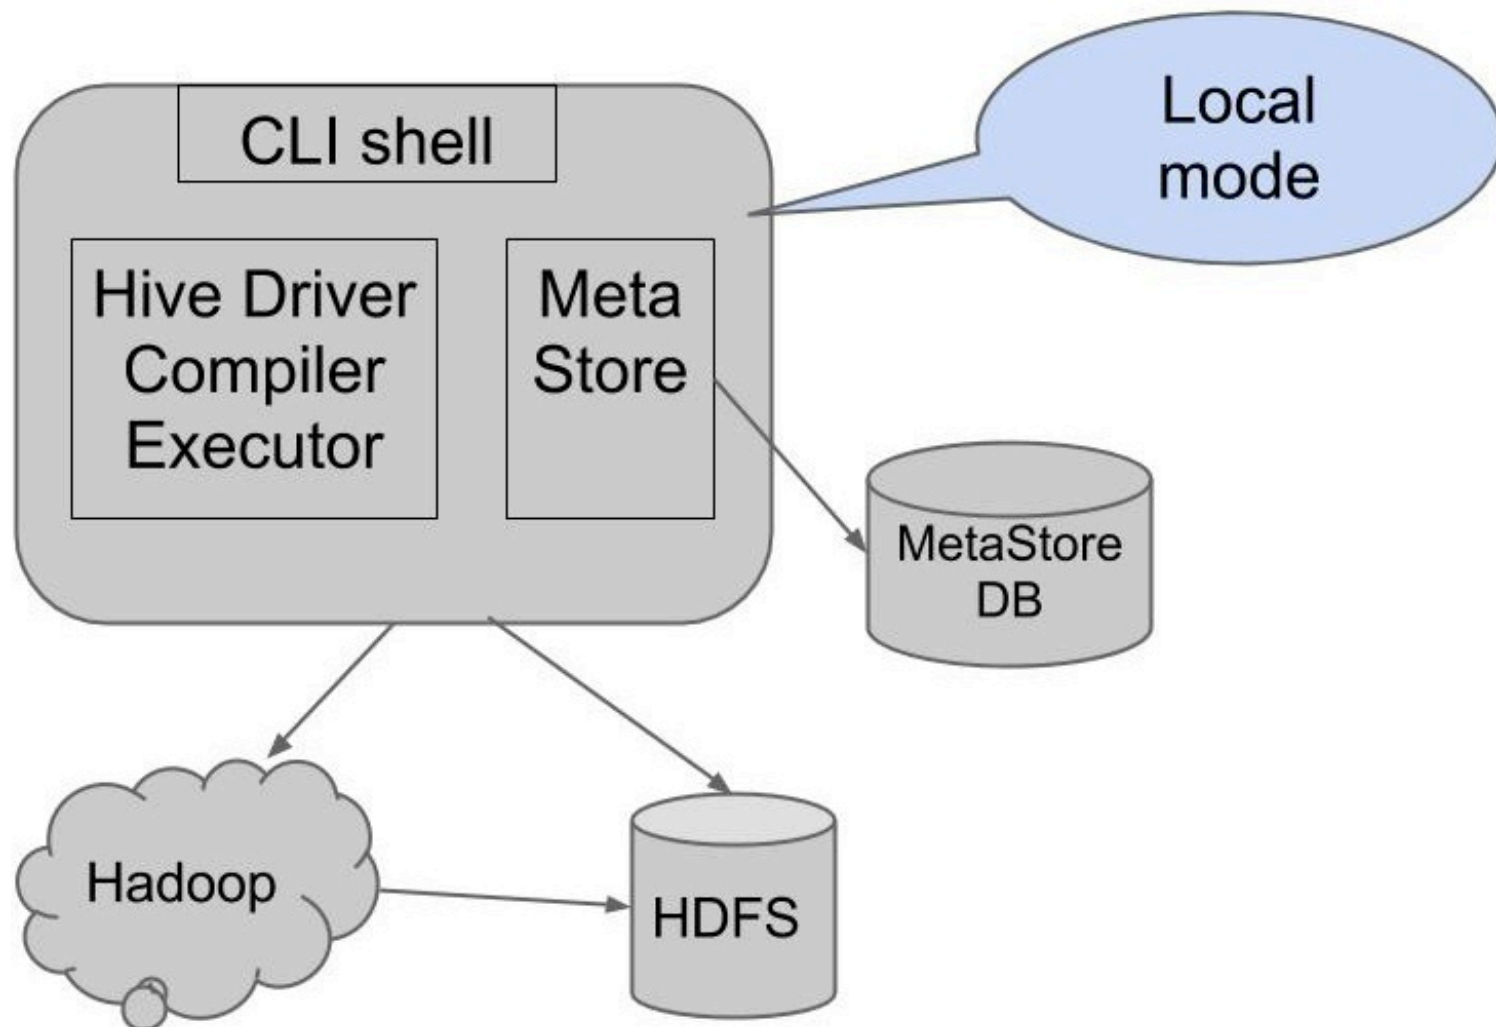 CLI shell
Local
mode
Hive Driver
Compiler
Executor
Meta
Store
MetaStore
DB
Hadoop
HDFS